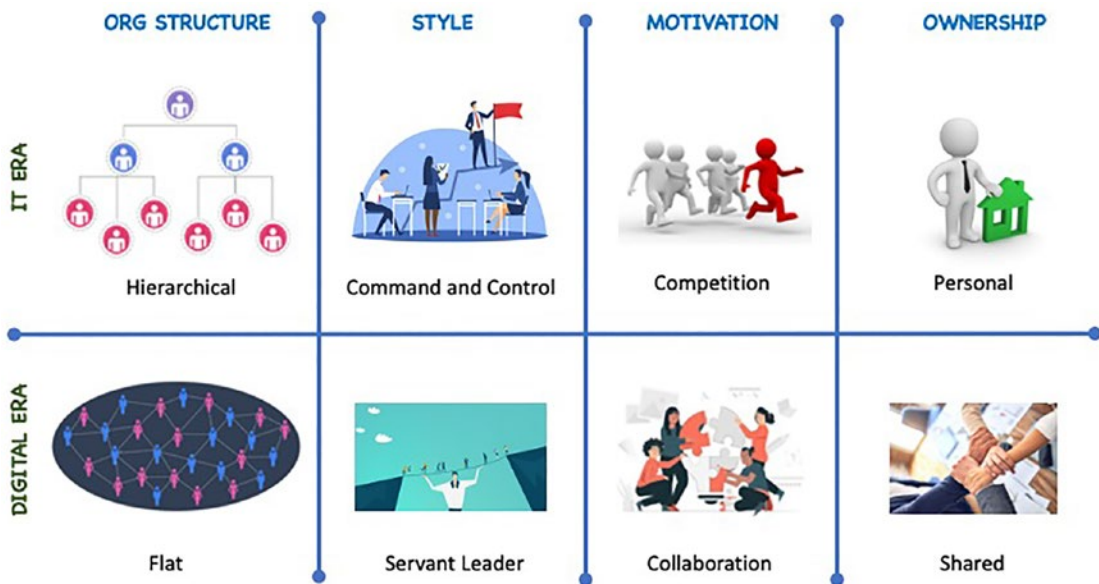 ORG STRUCTURE STYLE MOTIVATION OWNERSHIP
IT ERA
Hierarchical Command and Control Competition Personal
DIGITAL ERA
Flat Servant Leader Collaboration Shared